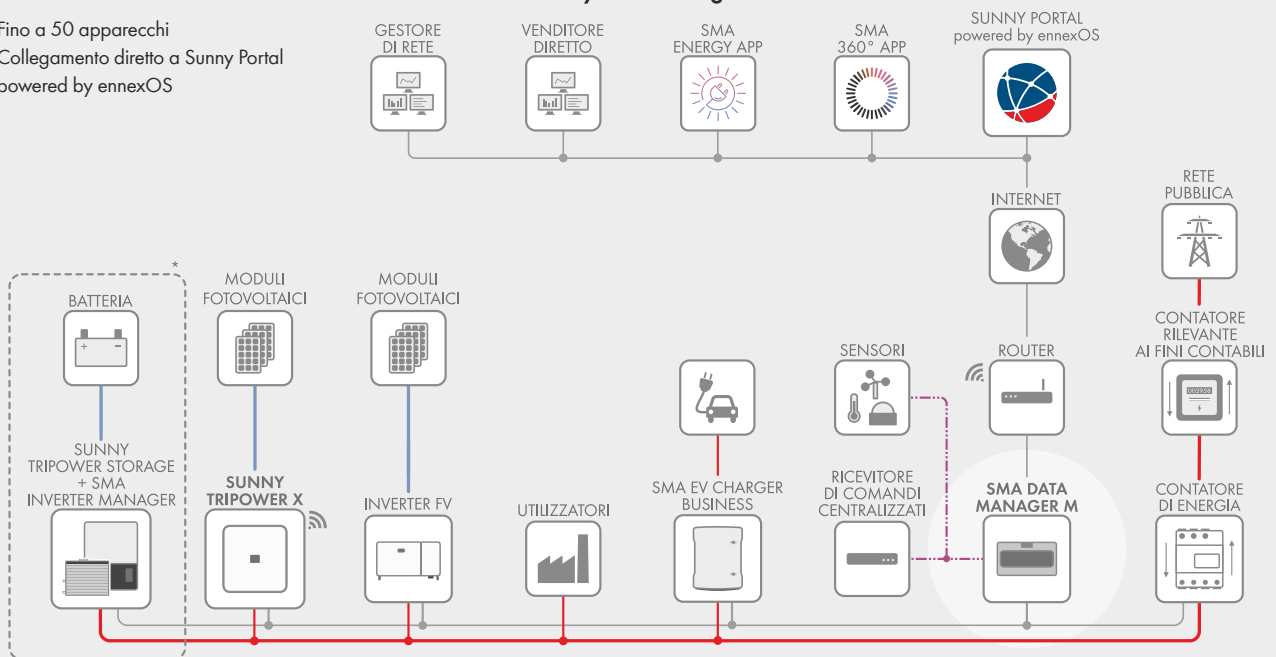 Fino a 50 apparecchi
Collegamento diretto a Sunny Portal
powered by ennexOS
GESTORE
DI RETE
VENDITORE
DIRETTO
SMA
ENERGY APP
SMA
360° APP
SUNNY PORTAL
powered by ennexOS
INTERNET
RETE
PUBBLICA
*
BATTERIA
MODULI
FOTOVOLTAICI
MODULI
FOTOVOLTAICI
SENSORI
ROUTER
CONTATORE
RILEVANTE
AI FINI CONTABILI
SUNNY
TRIPOWER STORAGE
+ SMA
INVERTER MANAGER
SUNNY
TRIPOWER X
INVERTER FV
UTILIZZATORI
SMA EV CHARGER
BUSINESS
RICEVITORE
DI COMANDI
CENTRALIZZATI
SMA DATA
MANAGER M
CONTATORE
DI ENERGIA